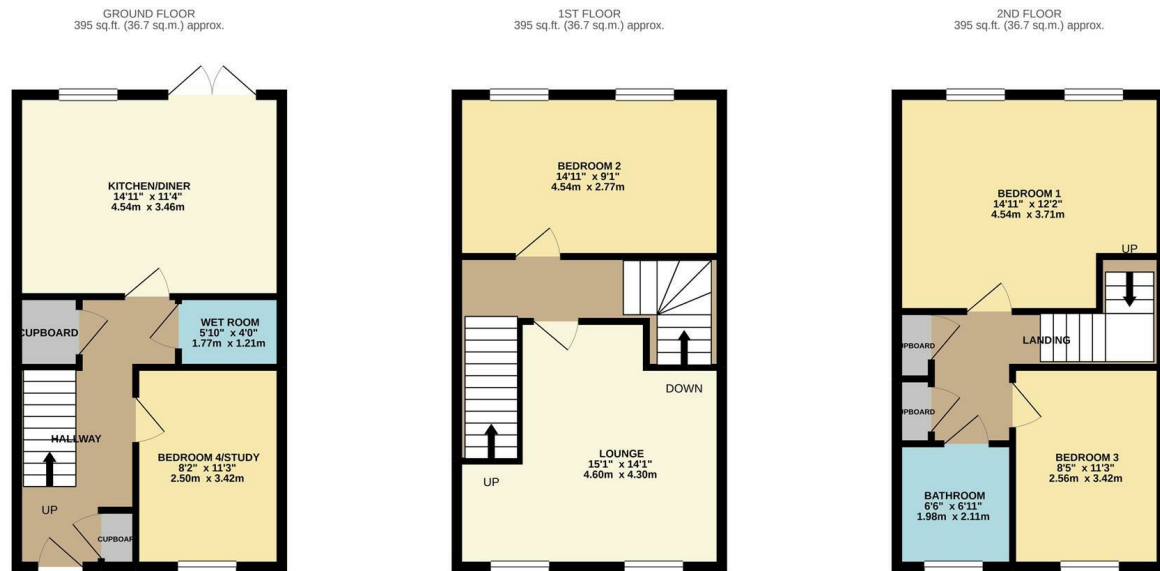 GROUND FLOOR
395 sq.ft. (36.7 sq.m.) approx.
KITCHEN/DINER
14'11" x 11'4"
4.54m x 3.46m
CUPBOARD
WET ROOM
5'10" x 4'0"
1.77m x 1.21m
HALLWAY
BEDROOM 4/STUDY
8'2" x 11'3"
2.50m x 3.42m
UP
CUPBOAR
1ST FLOOR
395 sq.ft. (36.7 sq.m.) approx.
BEDROOM 2
14'11" x 9'1"
4.54m x 2.77m
DOWN
LOUNGE
15'1" x 14'1"
4.60m x 4.30m
UP
2ND FLOOR
395 sq.ft. (36.7 sq.m.) approx.
BEDROOM 1
14'11" x 12'2"
4.54m x 3.71m
UP
LANDING
UPBOARD
UPBOARD
BEDROOM 3
8'5" x 11'3"
2.56m x 3.42m
BATHROOM
6'6" x 6'11"
1.98m x 2.11m